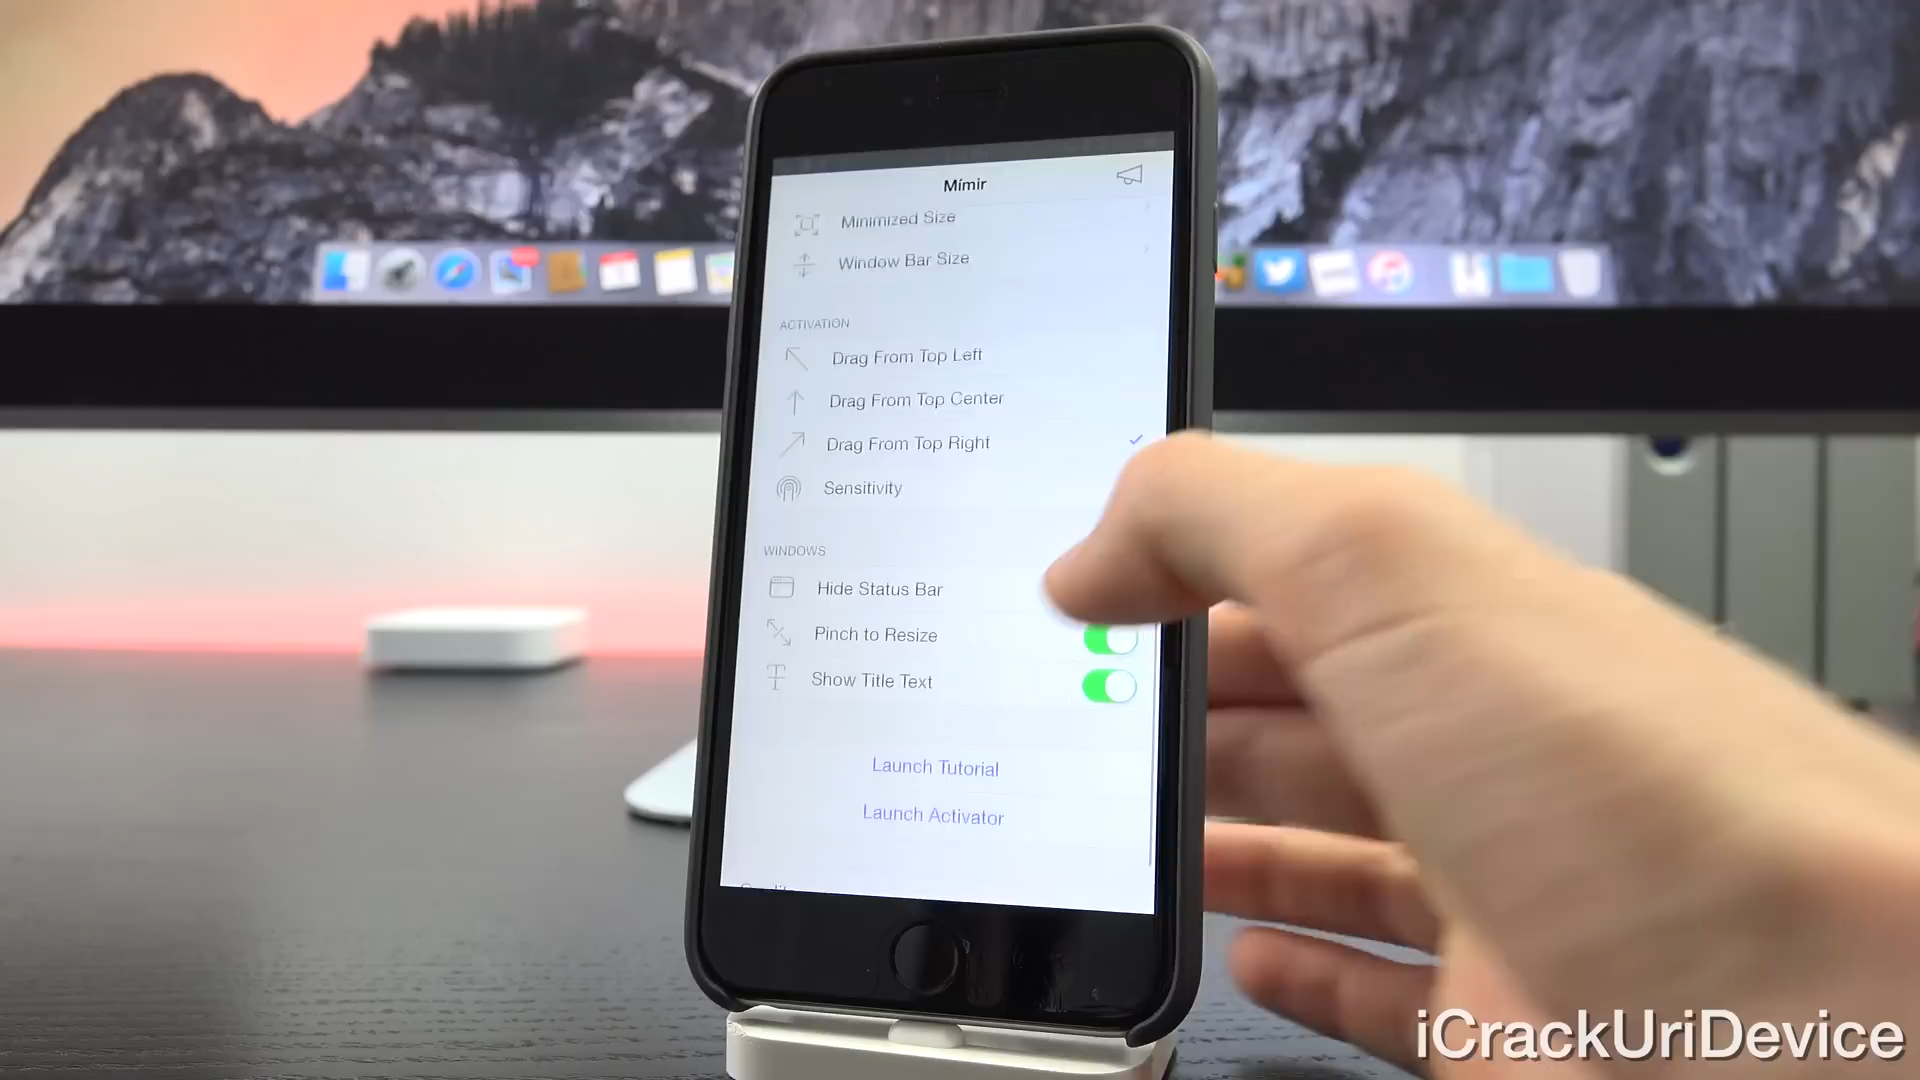 Mímir
Minimized Size
Window Bar Size
ACTIVATION
Drag From Top Left
Drag From Top Center
Drag From Top Right
Sensitivity
WINDOWS
Hide Status Bar
Pinch to Resize
Show Title Text
Launch Tutorial
Launch Activator
iCrackUriDevice